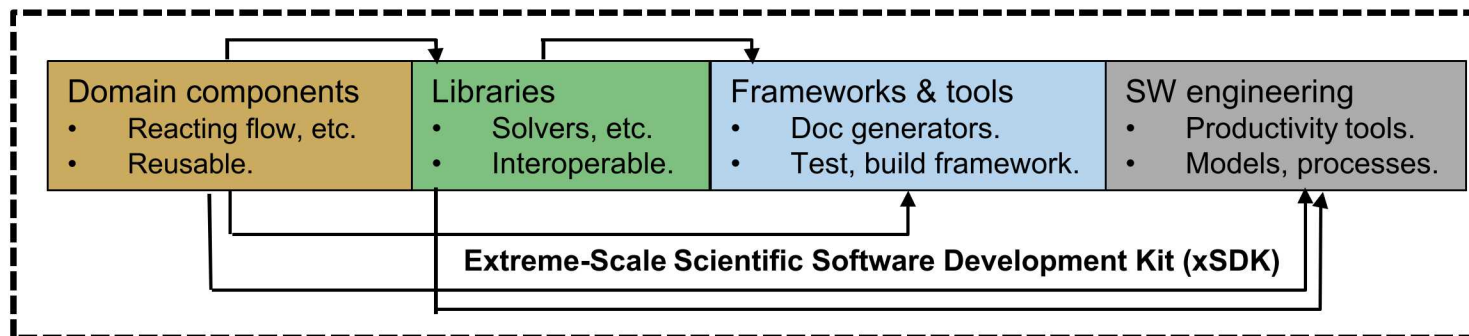 Domain components
• Reacting flow, etc.
• Reusable.
Libraries
• Solvers, etc.
• Interoperable.
Frameworks & tools
• Doc generators.
• Test, build framework.
SW engineering
• Productivity tools.
• Models, processes.
Extreme-Scale Scientific Software Development Kit (xSDK)